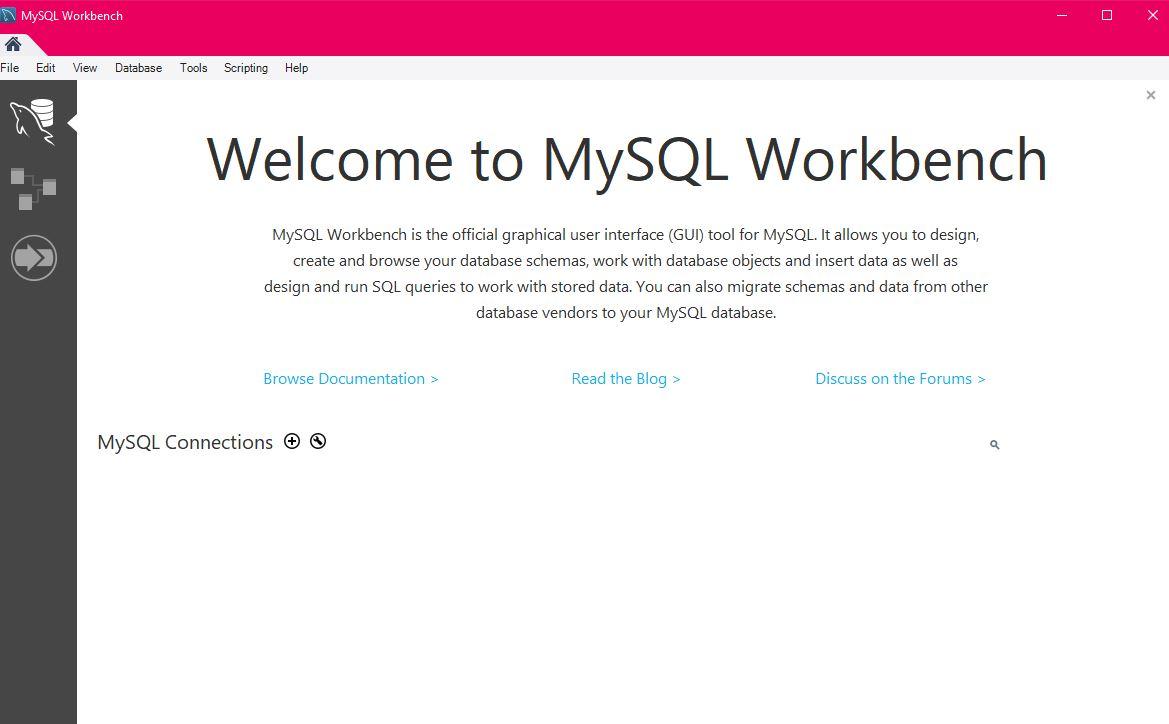 MySQL Workbench
File Edit View Database Tools Scripting Help
Welcome to MySQL Workbench
MySQL Workbench is the official graphical user interface (GUI) tool for MySQL. It allows you to design,
create and browse your database schemas, work with database objects and insert data as well as
design and run SQL queries to work with stored data. You can also migrate schemas and data from other
database vendors to your MySQL database.
Browse Documentation > Read the Blog > Discuss on the Forums >
MySQL Connections